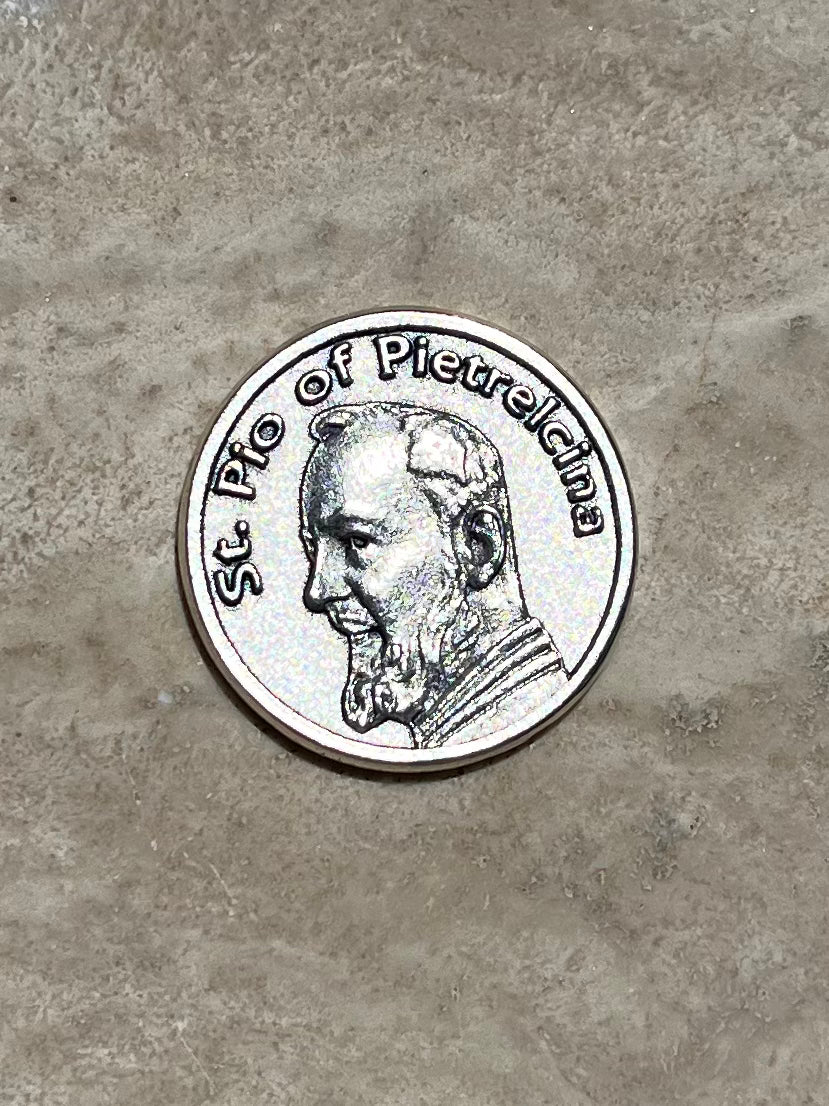 St. Pio of Pietrelcina